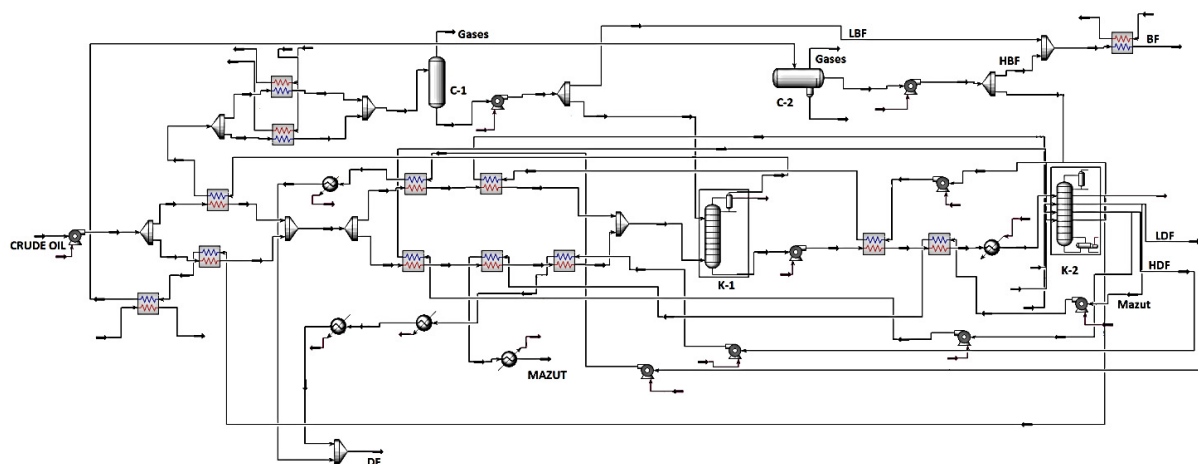 LBF
Gases
BF
Gases
HBF
C-1
C-2
CRUDE OIL
LDF
K-1
K-2
HDF
Mazut
MAZUT
DF